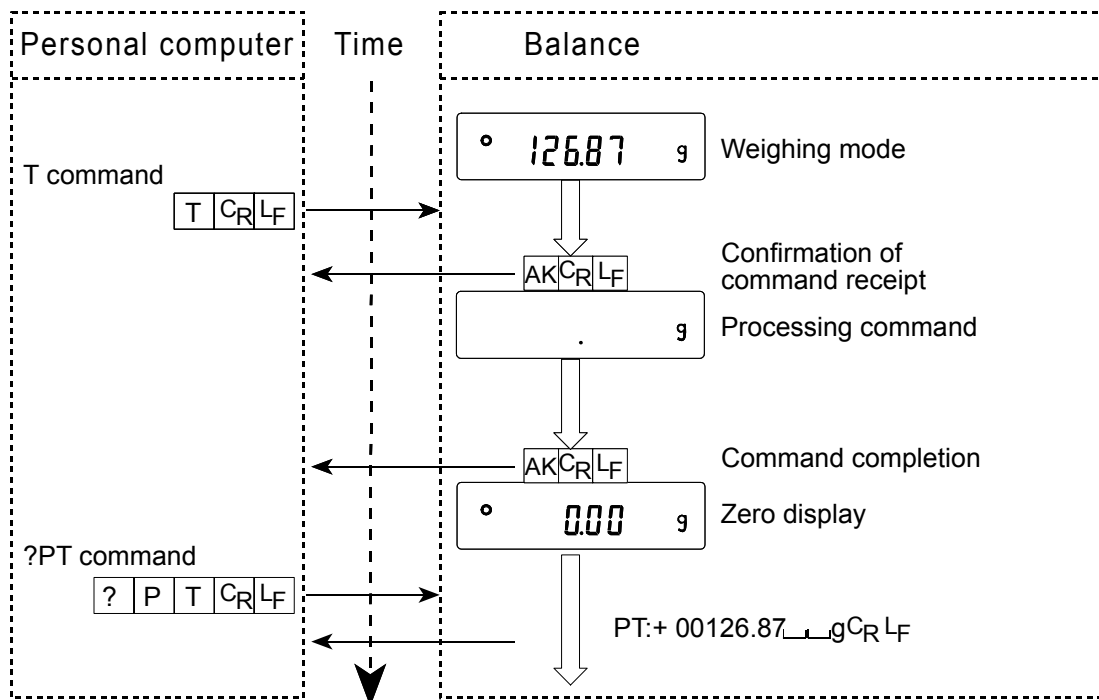 Personal computer Time Balance
126.87 g Weighing mode
T command
T CR LF
Confirmation of
AK CR LF command receipt
. g Processing command
AK CR LF Command completion
0.00 g Zero display
?PT command
? P T CR LF
PT:+ 00126.87␣␣gCR LF